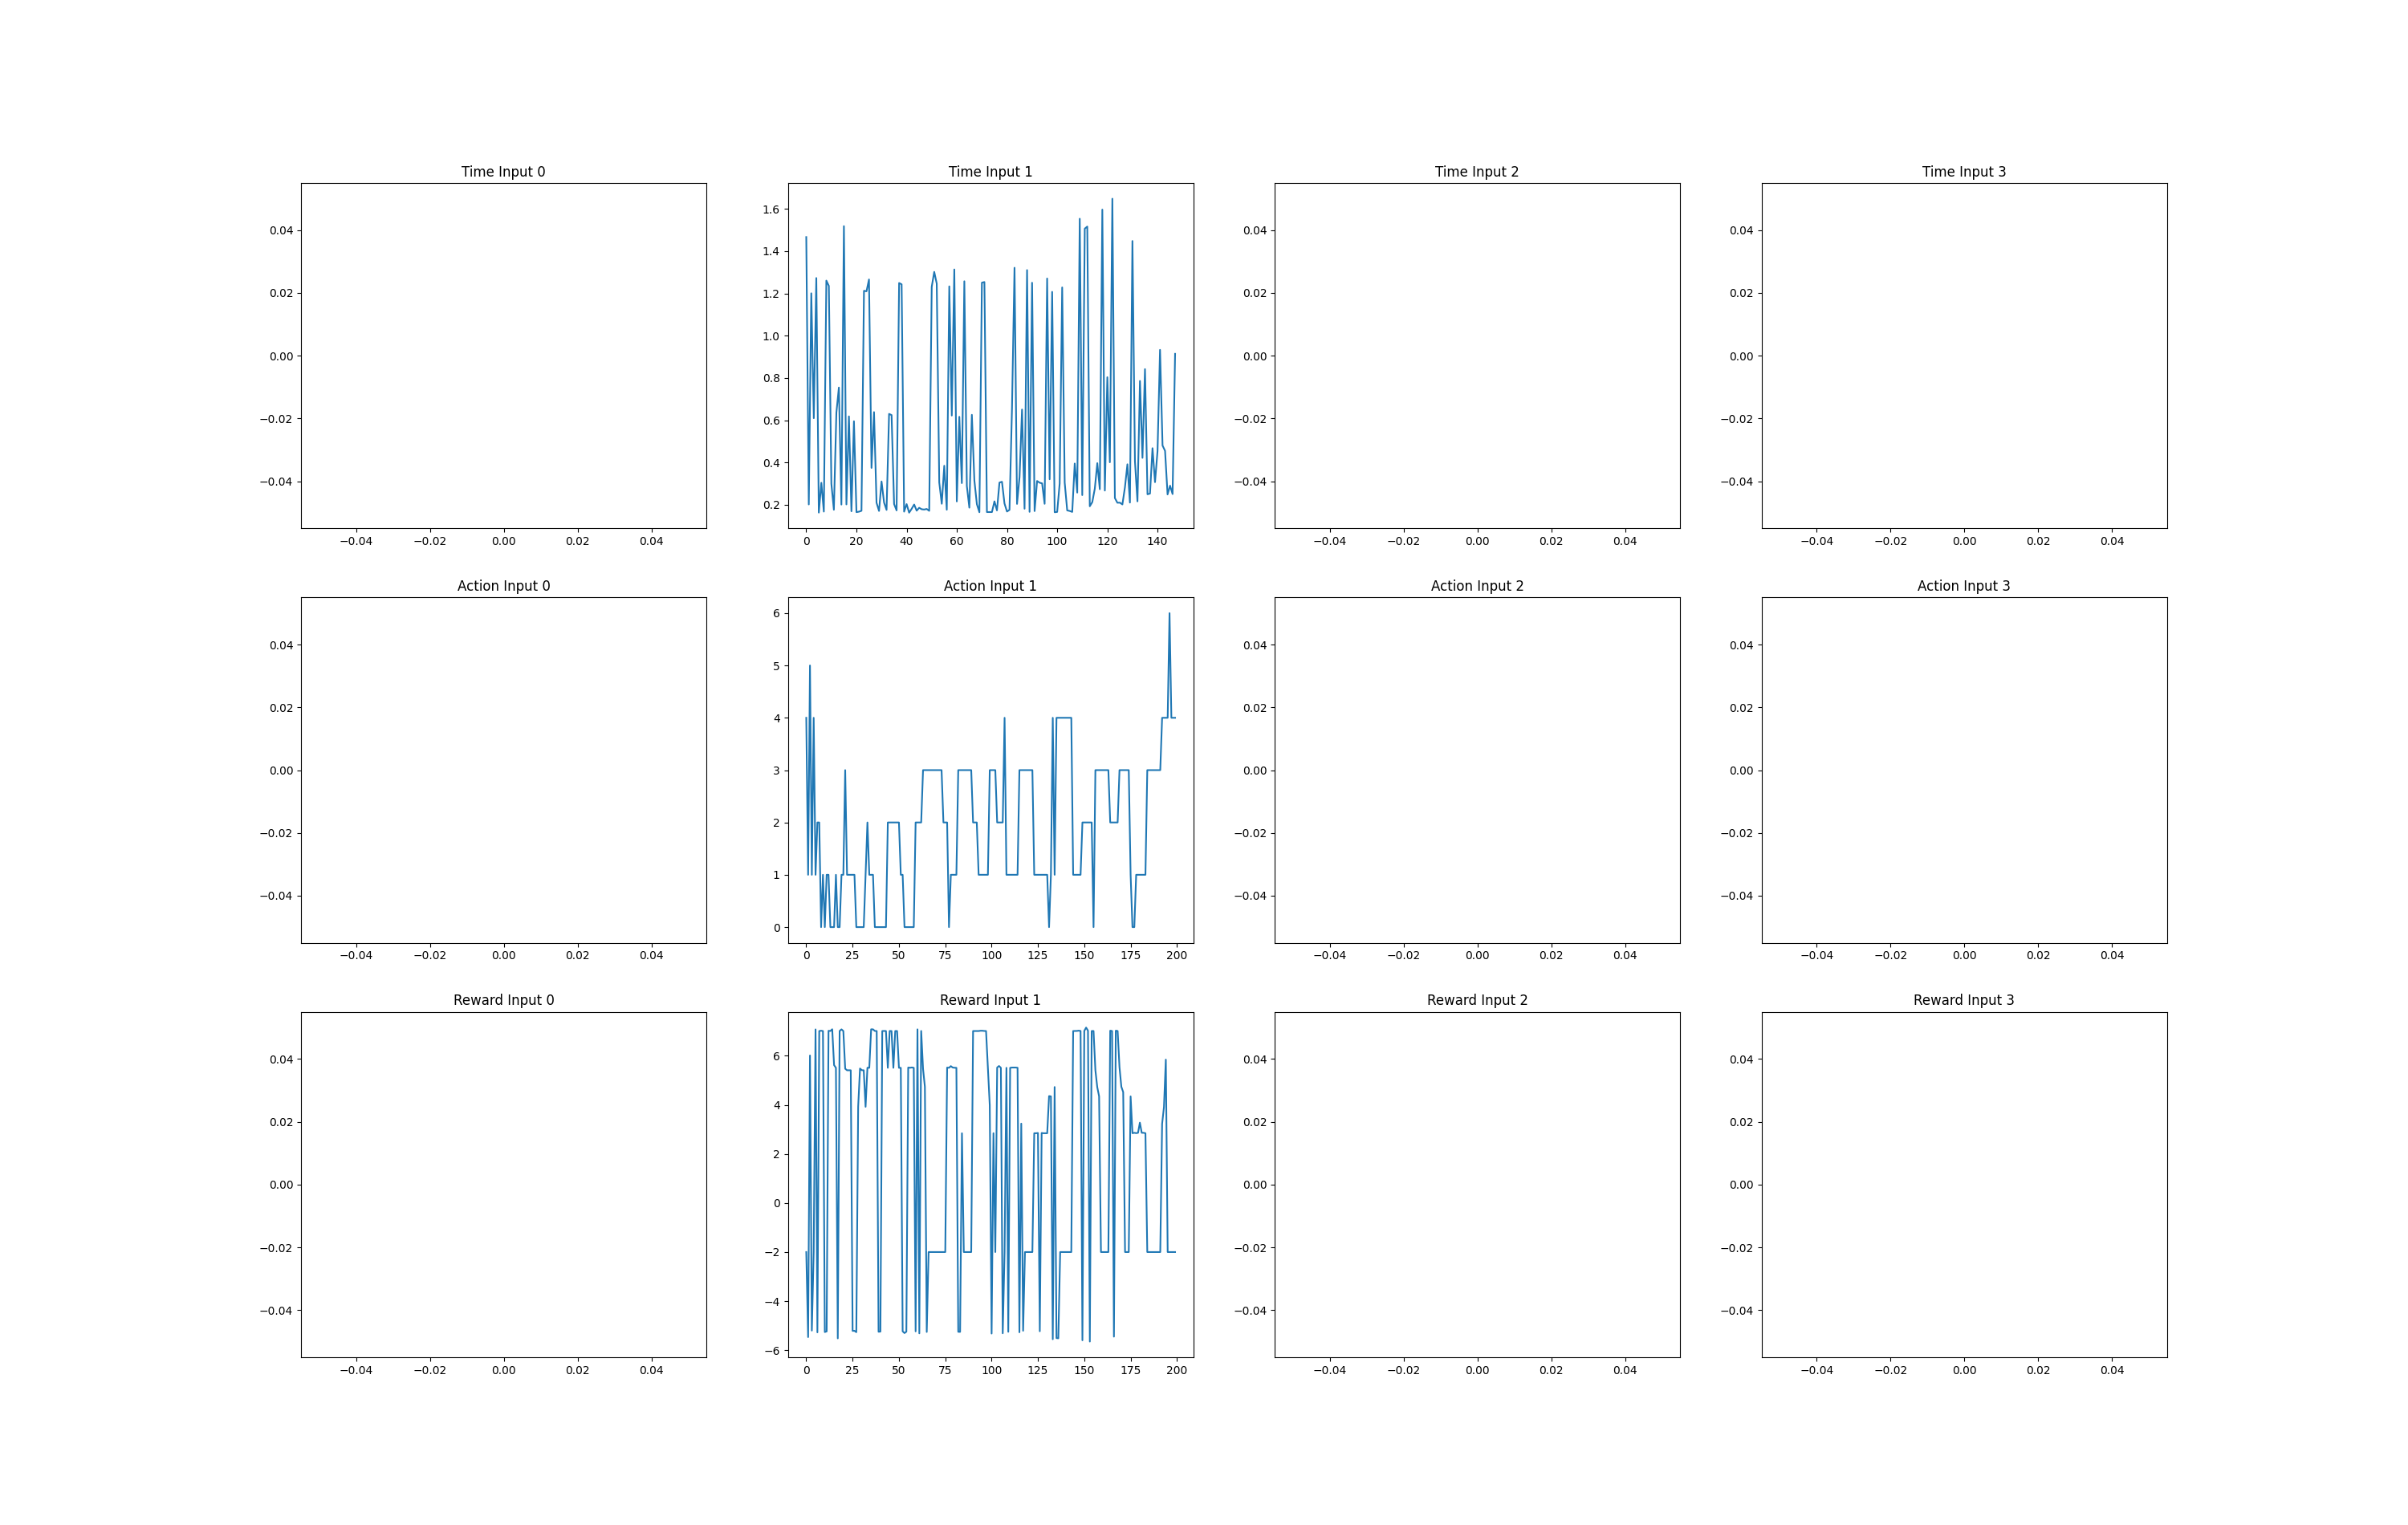 Time Input 0 Time Input 1 Time Input 2 Time Input 3
0.04 1.6 0.04 0.04
1.4
0.02 1.2 0.02 0.02
1.0
0.00 0.00 0.00
0.8
−0.02 0.6 −0.02 −0.02
0.4
−0.04 −0.04 −0.04
0.2
−0.04 −0.02 0.00 0.02 0.04 0 20 40 60 80 100 120 140 −0.04 −0.02 0.00 0.02 0.04 −0.04 −0.02 0.00 0.02 0.04
Action Input 0 Action Input 1 Action Input 2 Action Input 3
6
0.04 0.04 0.04
5
0.02 4 0.02 0.02
0.00 3 0.00 0.00
−0.02 2 −0.02 −0.02
1
−0.04 −0.04 −0.04
0
−0.04 −0.02 0.00 0.02 0.04 0 25 50 75 100 125 150 175 200 −0.04 −0.02 0.00 0.02 0.04 −0.04 −0.02 0.00 0.02 0.04
Reward Input 0 Reward Input 1 Reward Input 2 Reward Input 3
0.04 6 0.04 0.04
4
0.02 0.02 0.02
2
0.00 0 0.00 0.00
−0.02 −2 −0.02 −0.02
−4
−0.04 −0.04 −0.04
−6
−0.04 −0.02 0.00 0.02 0.04 0 25 50 75 100 125 150 175 200 −0.04 −0.02 0.00 0.02 0.04 −0.04 −0.02 0.00 0.02 0.04